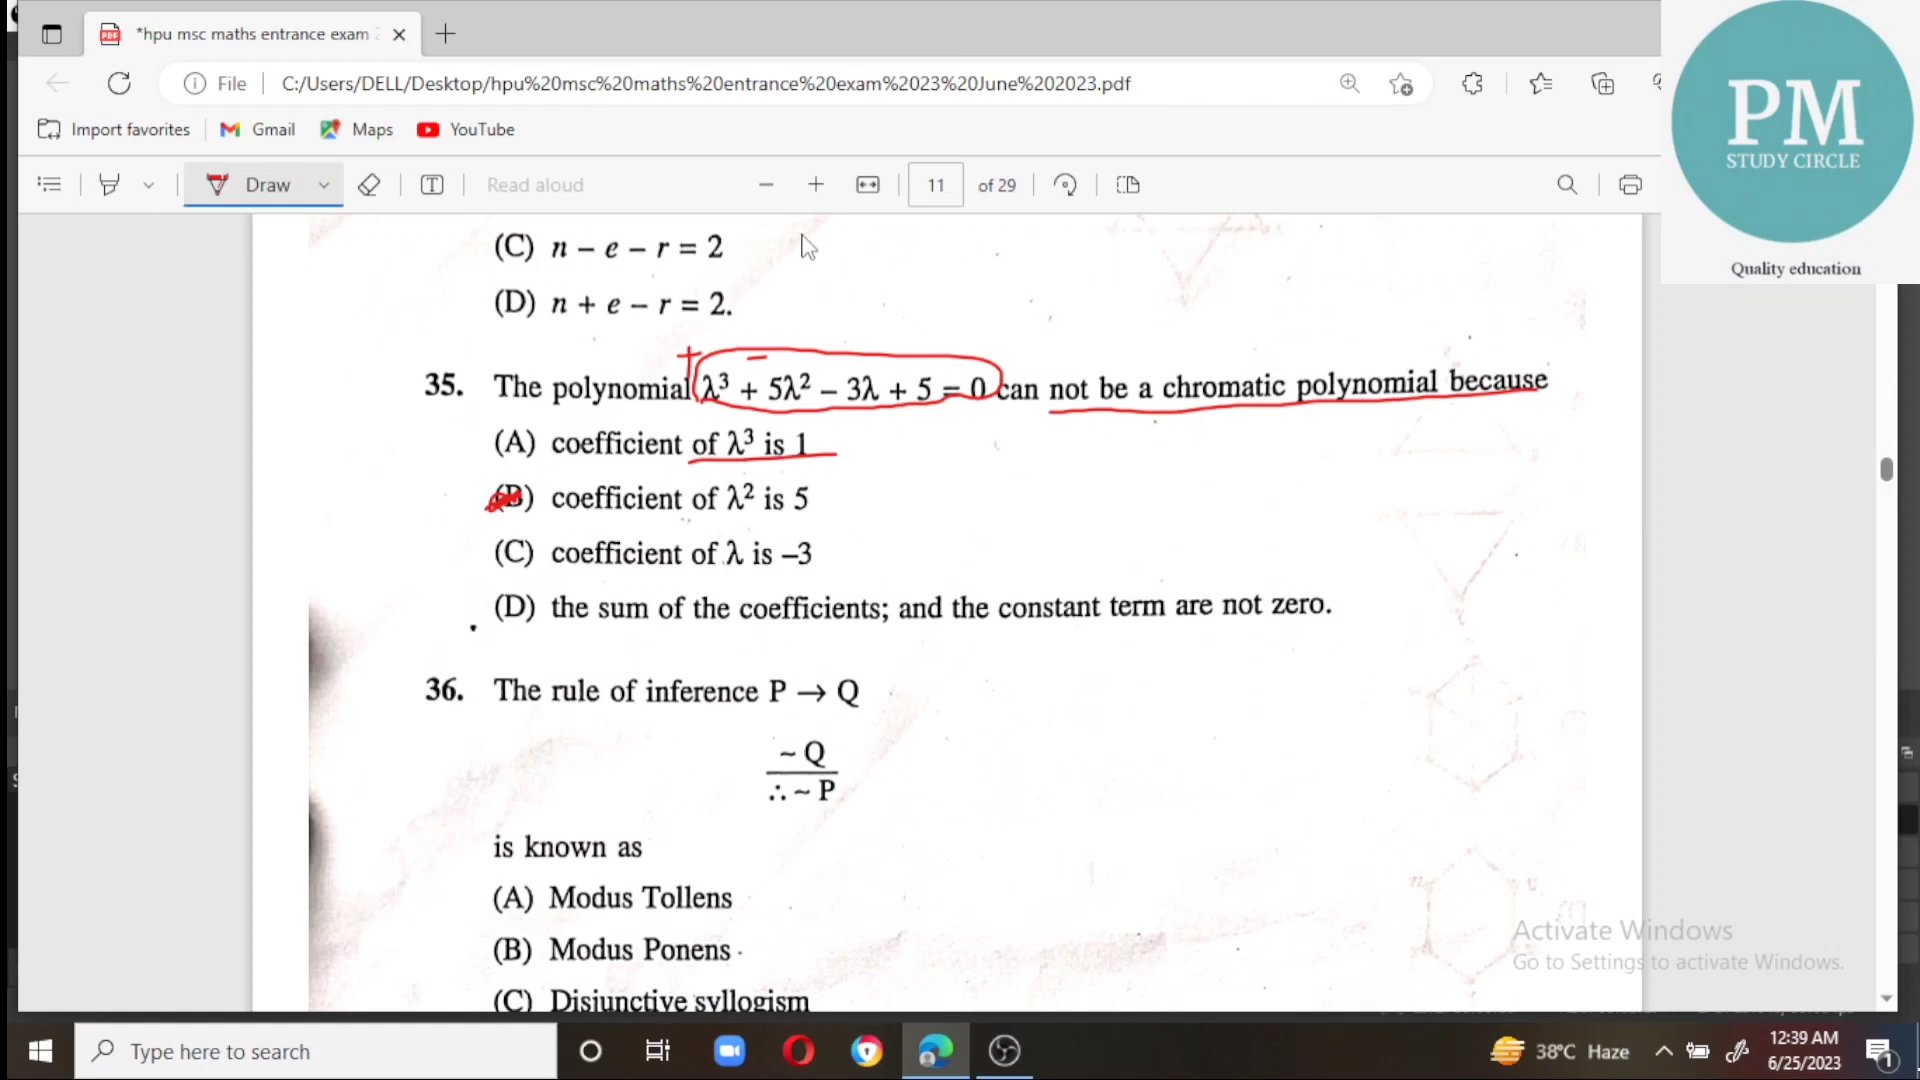 *hpu msc maths entrance exam 2
File C:/Users/DELL/Desktop/hpu%20msc%20maths%20entrance%20exam%2023%20June%202023.pdf
Import favorites Gmail Maps YouTube
Draw Read aloud 11 of 29
PM
STUDY CIRCLE
Quality education
(C) n – e – r = 2
(D) n + e – r = 2.
+ –
35. The polynomial λ³ + 5λ² – 3λ + 5 = 0 can not be a chromatic polynomial because
(A) coefficient of λ³ is 1
(B) coefficient of λ² is 5
(C) coefficient of λ is –3
(D) the sum of the coefficients; and the constant term are not zero.
36. The rule of inference P → Q
~ Q
∴ ~ P
is known as
(A) Modus Tollens
(B) Modus Ponens
(C) Disjunctive syllogism
Activate Windows
Go to Settings to activate Windows.
Type here to search
38°C Haze
12:39 AM
6/25/2023
1